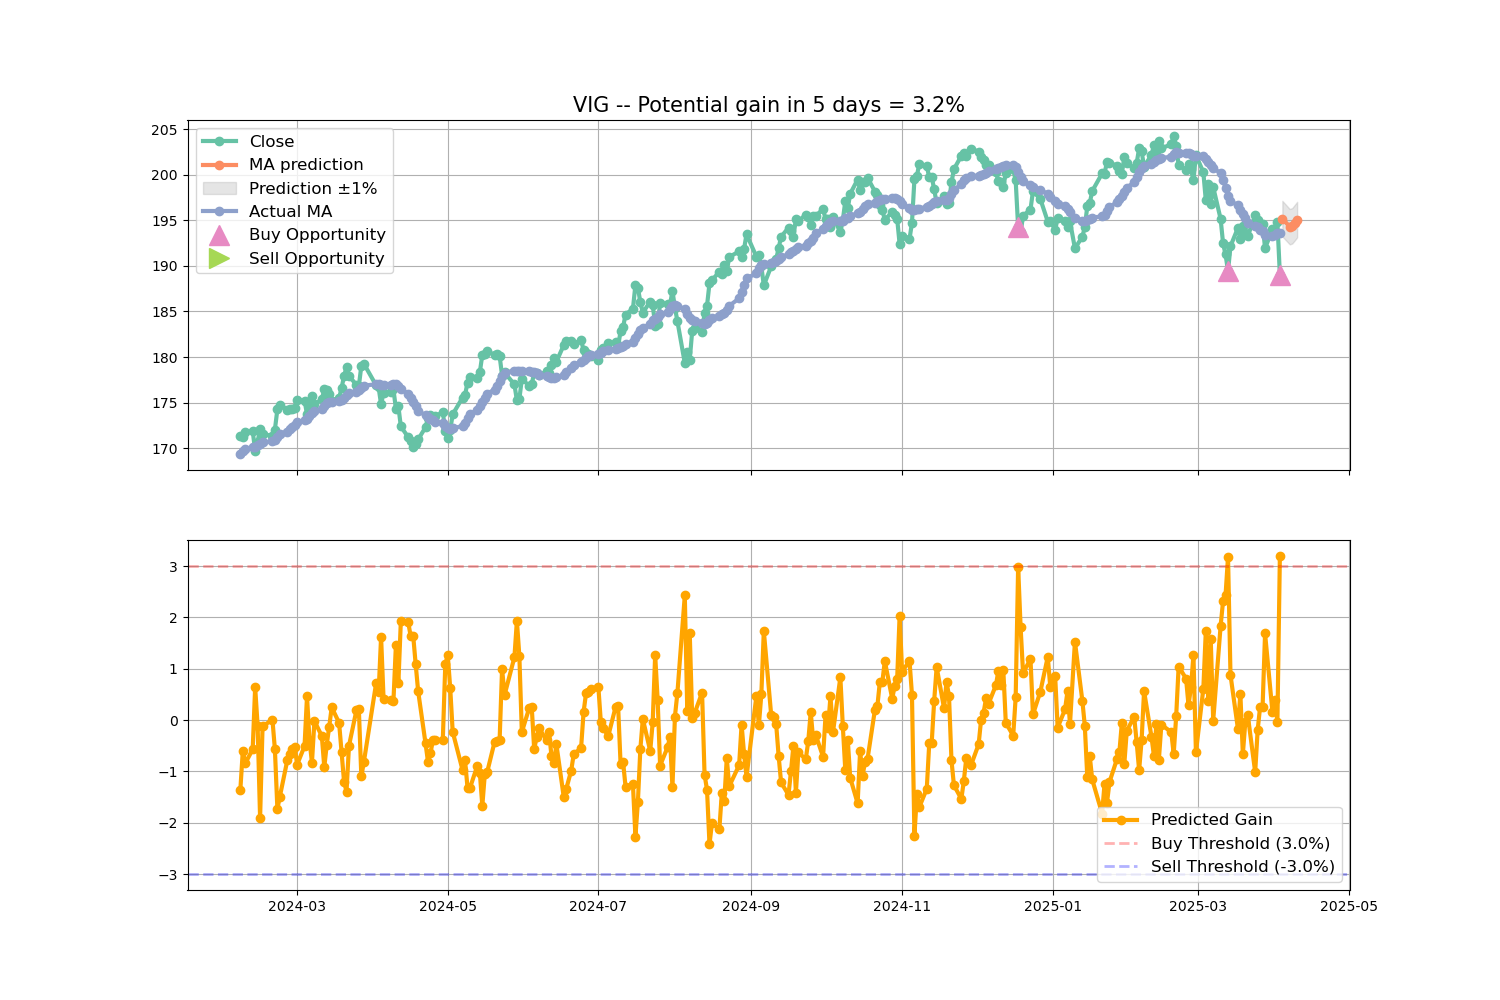 VIG -- Potential gain in 5 days = 3.2%
205
200
195
190
185
180
175
170
Close
MA prediction
Prediction ±1%
Actual MA
Buy Opportunity
Sell Opportunity
3
2
1
0
−1
−2
−3
Predicted Gain
Buy Threshold (3.0%)
Sell Threshold (-3.0%)
2024-03 2024-05 2024-07 2024-09 2024-11 2025-01 2025-03 2025-05